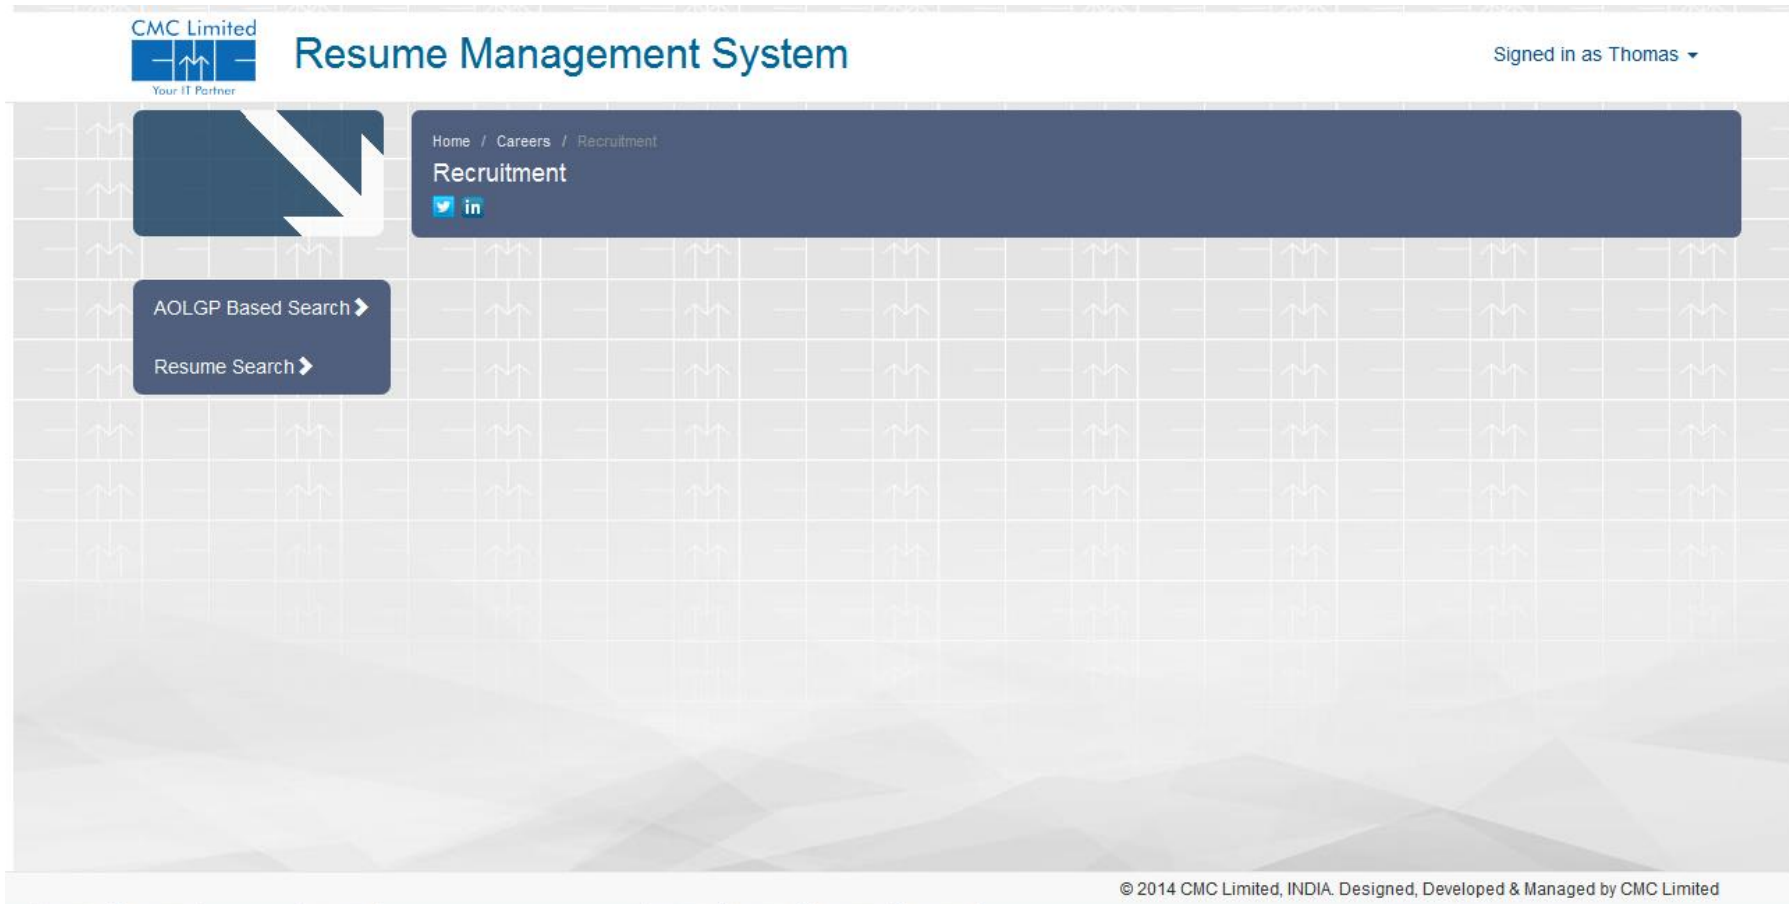 CMC Limited
Your IT Partner
Resume Management System
Signed in as Thomas
Home / Careers / Recruitment
Recruitment
in
AOLGP Based Search
Resume Search
© 2014 CMC Limited, INDIA. Designed, Developed & Managed by CMC Limited